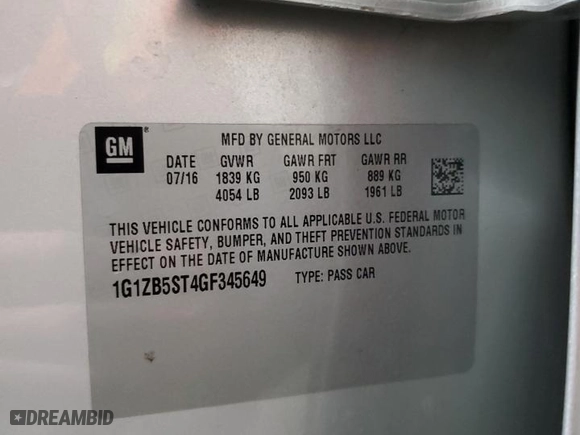 GM ®
MFD BY GENERAL MOTORS LLC
DATE GVWR GAWR FRT GAWR RR
07/16 1839 KG 950 KG 889 KG
4054 LB 2093 LB 1961 LB
THIS VEHICLE CONFORMS TO ALL APPLICABLE U.S. FEDERAL MOTOR
VEHICLE SAFETY, BUMPER, AND THEFT PREVENTION STANDARDS IN
EFFECT ON THE DATE OF MANUFACTURE SHOWN ABOVE.
1G1ZB5ST4GF345649 TYPE: PASS CAR
DREAMBID